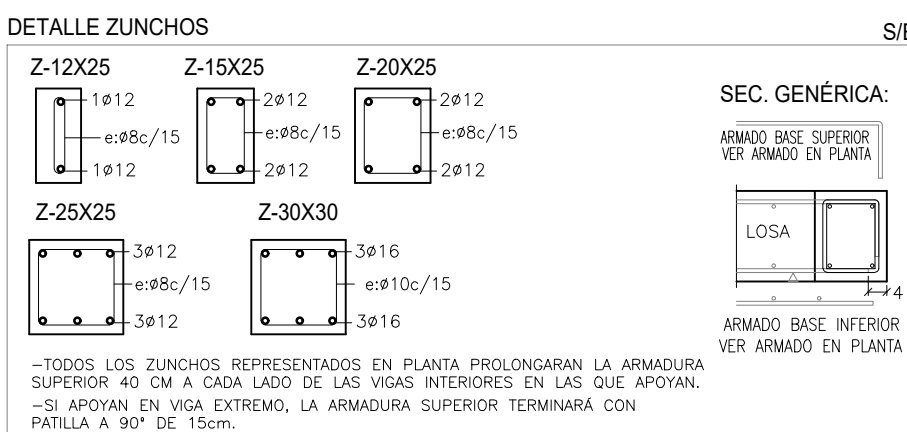 DETALLE ZUNCHOS
Z-12X25
1ø12
e:ø8c/15
1ø12
Z-15X25
2ø12
e:ø8c/15
2ø12
Z-20X25
2ø12
e:ø8c/15
2ø12
Z-25X25
3ø12
e:ø8c/15
3ø12
Z-30X30
3ø16
e:ø10c/15
3ø16
-TODOS LOS ZUNCHOS REPRESENTADOS EN PLANTA PROLONGARAN LA ARMADURA
SUPERIOR 40 CM A CADA LADO DE LAS VIGAS INTERIORES EN LAS QUE APOYAN.
-SI APOYAN EN VIGA EXTREMO, LA ARMADURA SUPERIOR TERMINARÁ CON
PATILLA A 90° DE 15cm.
SEC. GENÉRICA:
ARMADO BASE SUPERIOR
VER ARMADO EN PLANTA
LOSA
4
ARMADO BASE INFERIOR
VER ARMADO EN PLANTA